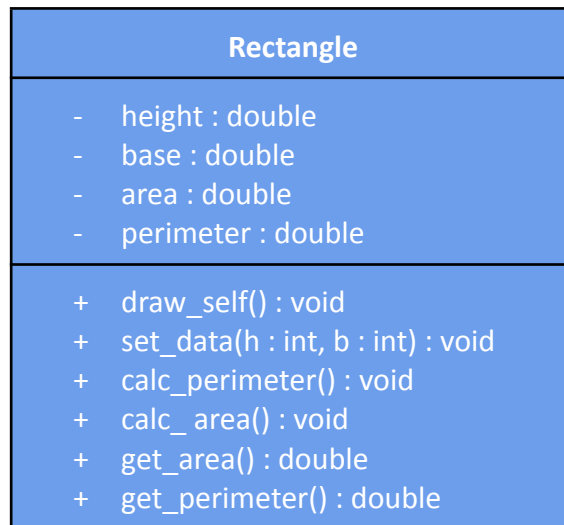 Rectangle
- height : double
- base : double
- area : double
- perimeter : double
+ draw_self() : void
+ set_data(h : int, b : int) : void
+ calc_perimeter() : void
+ calc_ area() : void
+ get_area() : double
+ get_perimeter() : double